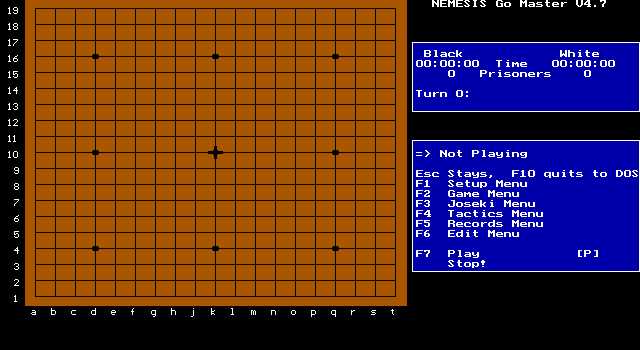 NEMESIS Go Master V4.7
Black White
00:00:00 Time 00:00:00
0 Prisoners 0
Turn 0:
=> Not Playing
Esc Stays, F10 quits to DOS
F1 Setup Menu
F2 Game Menu
F3 Joseki Menu
F4 Tactics Menu
F5 Records Menu
F6 Edit Menu
F7 Play [P]
Stop!
19
18
17
16
15
14
13
12
11
10
9
8
7
6
5
4
3
2
1
a b c d e f g h j k l m n o p q r s t